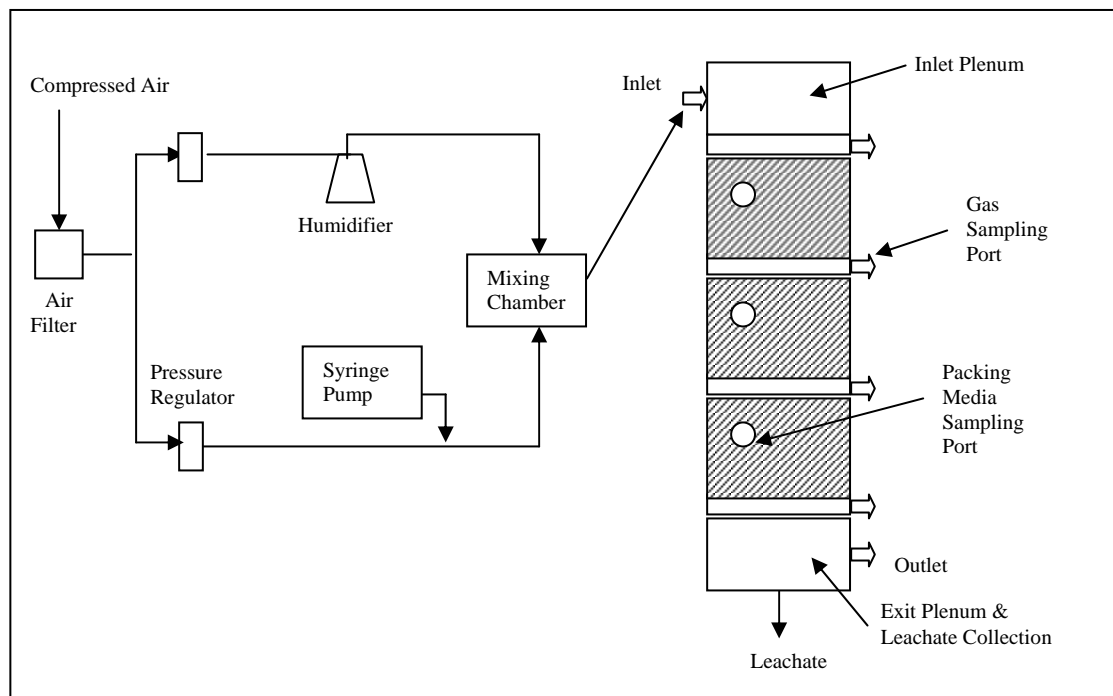 Compressed Air
Air
Filter
Pressure
Regulator
Humidifier
Syringe
Pump
Mixing
Chamber
Inlet
Inlet Plenum
Gas
Sampling
Port
Packing
Media
Sampling
Port
Outlet
Exit Plenum &
Leachate Collection
Leachate